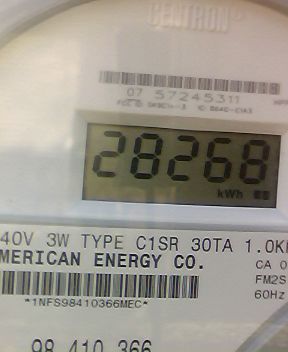 CENTRON®
07 57245311
28268
kWh
40V 3W TYPE C1SR 30TA 1.0K
MERICAN ENERGY CO.
CA 0
FM2S
60Hz
*1NFS98410366MEC*
98 410 366